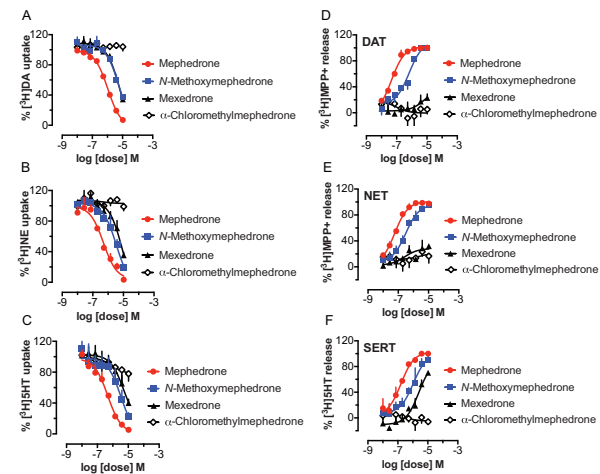 A
120
80
40
0
% [³H]DA uptake
-9
-7
-5
-3
log [dose] M
Mephedrone
N-Methoxymephedrone
Mexedrone
α-Chloromethylmephedrone
B
120
80
40
0
% [³H]NE uptake
-9
-7
-5
-3
log [dose] M
Mephedrone
N-Methoxymephedrone
Mexedrone
α-Chloromethylmephedrone
C
120
80
40
0
% [³H]5HT uptake
-9
-7
-5
-3
log [dose] M
Mephedrone
N-Methoxymephedrone
Mexedrone
α-Chloromethylmephedrone
D
DAT
120
80
40
0
% [³H]MPP+ release
-9
-7
-5
-3
log [dose] M
Mephedrone
N-Methoxymephedrone
Mexedrone
α-Chloromethylmephedrone
E
NET
120
80
40
0
% [³H]MPP+ release
-9
-7
-5
-3
log [dose] M
Mephedrone
N-Methoxymephedrone
Mexedrone
α-Chloromethylmephedrone
F
SERT
120
80
40
0
% [³H]5HT release
-9
-7
-5
-3
log [dose] M
Mephedrone
N-Methoxymephedrone
Mexedrone
α-Chloromethylmephedrone